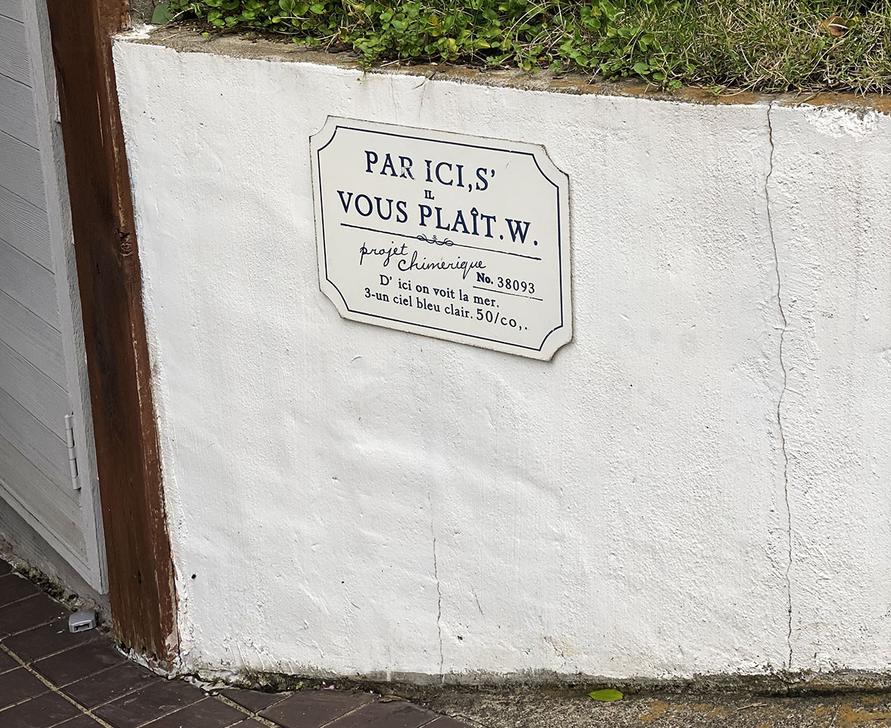 PAR ICI,S'
IL
VOUS PLAÎT.W.
projet
chimerique
No. 38093
D' ici on voit la mer.
3-un ciel bleu clair. 50/co,.